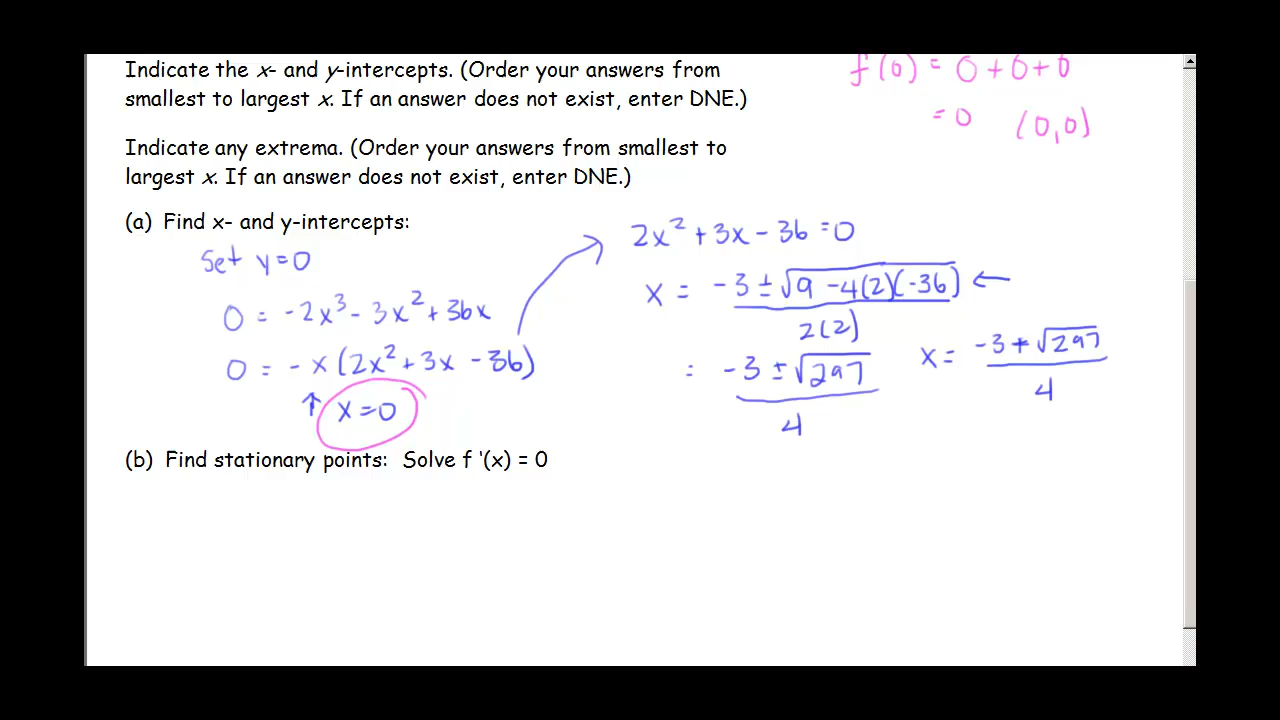 Indicate the x- and y-intercepts. (Order your answers from
smallest to largest x. If an answer does not exist, enter DNE.)
f(0) = 0+0+0
= 0 (0,0)
Indicate any extrema. (Order your answers from smallest to
largest x. If an answer does not exist, enter DNE.)
(a) Find x- and y-intercepts:
Set y=0
0 = -2x³ - 3x² + 36x
0 = -x(2x² + 3x - 36)
↑ x=0
2x² + 3x - 36 = 0
x = -3 ± √9 - 4(2)(-36) ←
2(2)
= -3 ± √297
4
x = -3 + √297
4
(b) Find stationary points: Solve f '(x) = 0